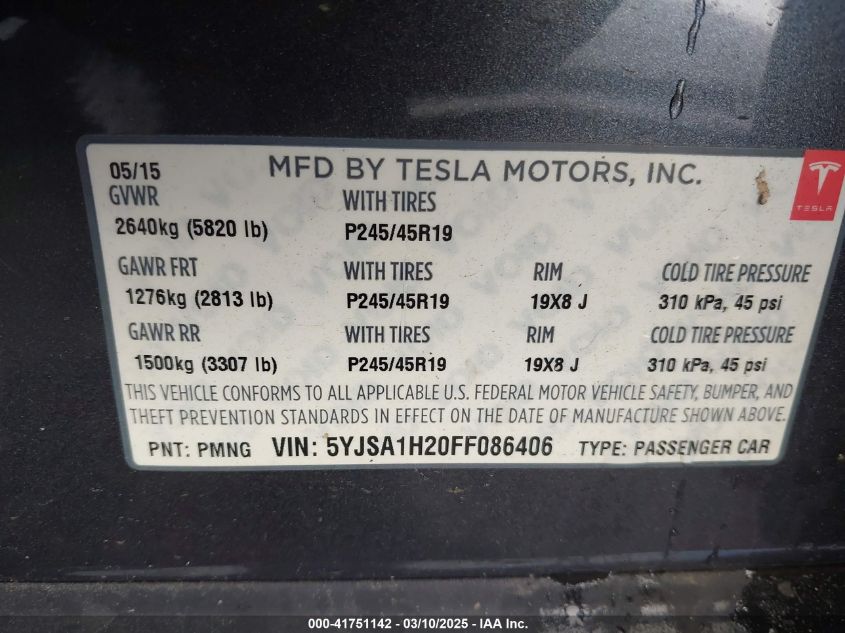 05/15 MFD BY TESLA MOTORS, INC.
TESLA
GVWR WITH TIRES
2640kg (5820 lb) P245/45R19
GAWR FRT WITH TIRES RIM COLD TIRE PRESSURE
1276kg (2813 lb) P245/45R19 19X8 J 310 kPa, 45 psi
GAWR RR WITH TIRES RIM COLD TIRE PRESSURE
1500kg (3307 lb) P245/45R19 19X8 J 310 kPa, 45 psi
THIS VEHICLE CONFORMS TO ALL APPLICABLE U.S. FEDERAL MOTOR VEHICLE SAFETY, BUMPER, AND
THEFT PREVENTION STANDARDS IN EFFECT ON THE DATE OF MANUFACTURE SHOWN ABOVE.
PNT: PMNG VIN: 5YJSA1H20FF086406 TYPE: PASSENGER CAR
000-41751142 - 03/10/2025 - IAA Inc.